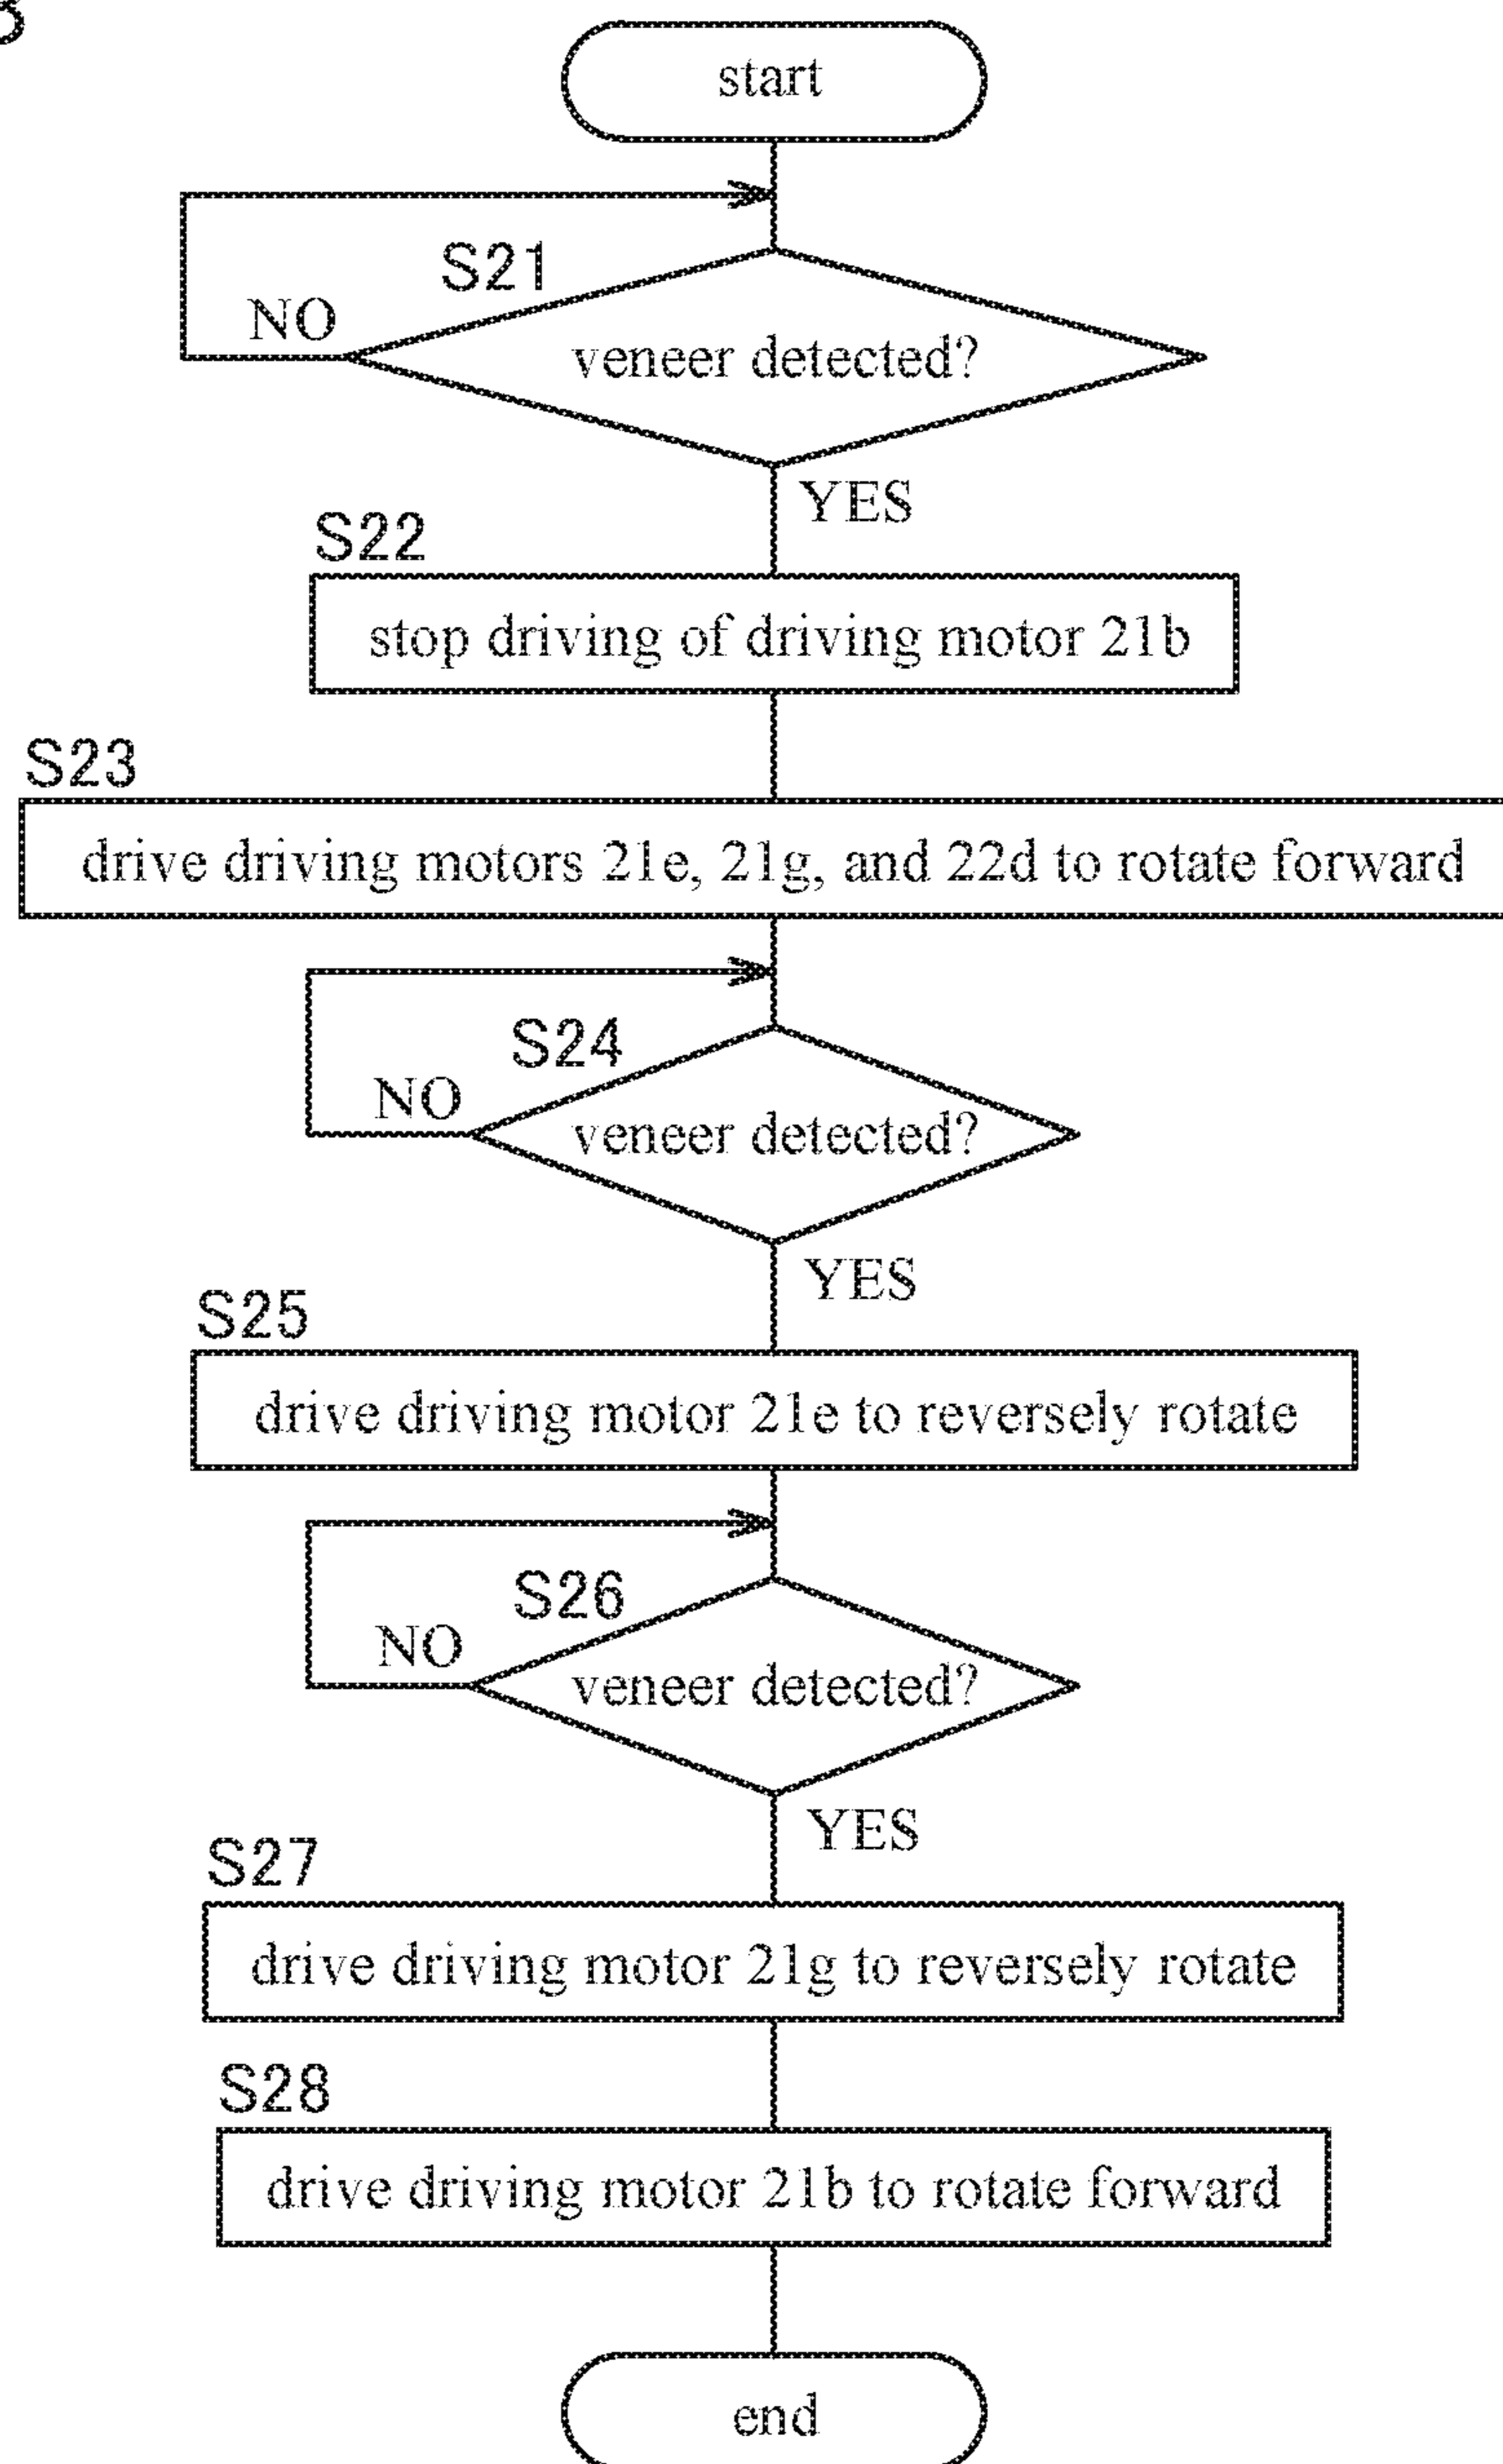 start
S21
NO
veneer detected?
YES
S22
stop driving of driving motor 21b
S23
drive driving motors 21e, 21g, and 22d to rotate forward
S24
NO
veneer detected?
YES
S25
drive driving motor 21e to reversely rotate
S26
NO
veneer detected?
YES
S27
drive driving motor 21g to reversely rotate
S28
drive driving motor 21b to rotate forward
end